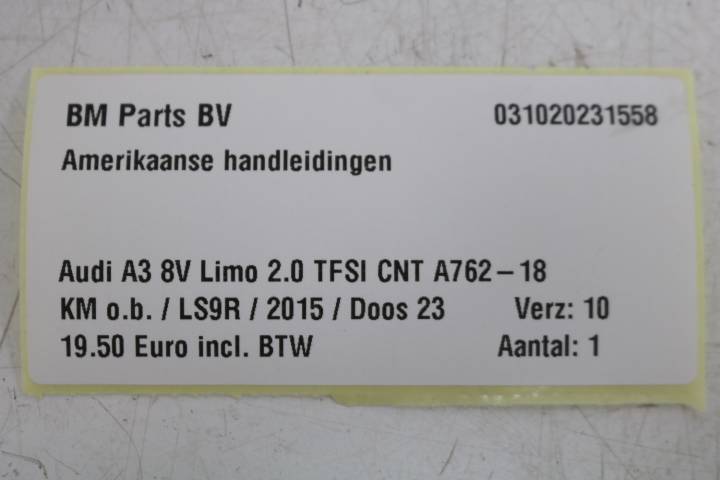 BM Parts BV 031020231558
Amerikaanse handleidingen
Audi A3 8V Limo 2.0 TFSI CNT A762-18
KM o.b. / LS9R / 2015 / Doos 23 Verz: 10
19.50 Euro incl. BTW Aantal: 1